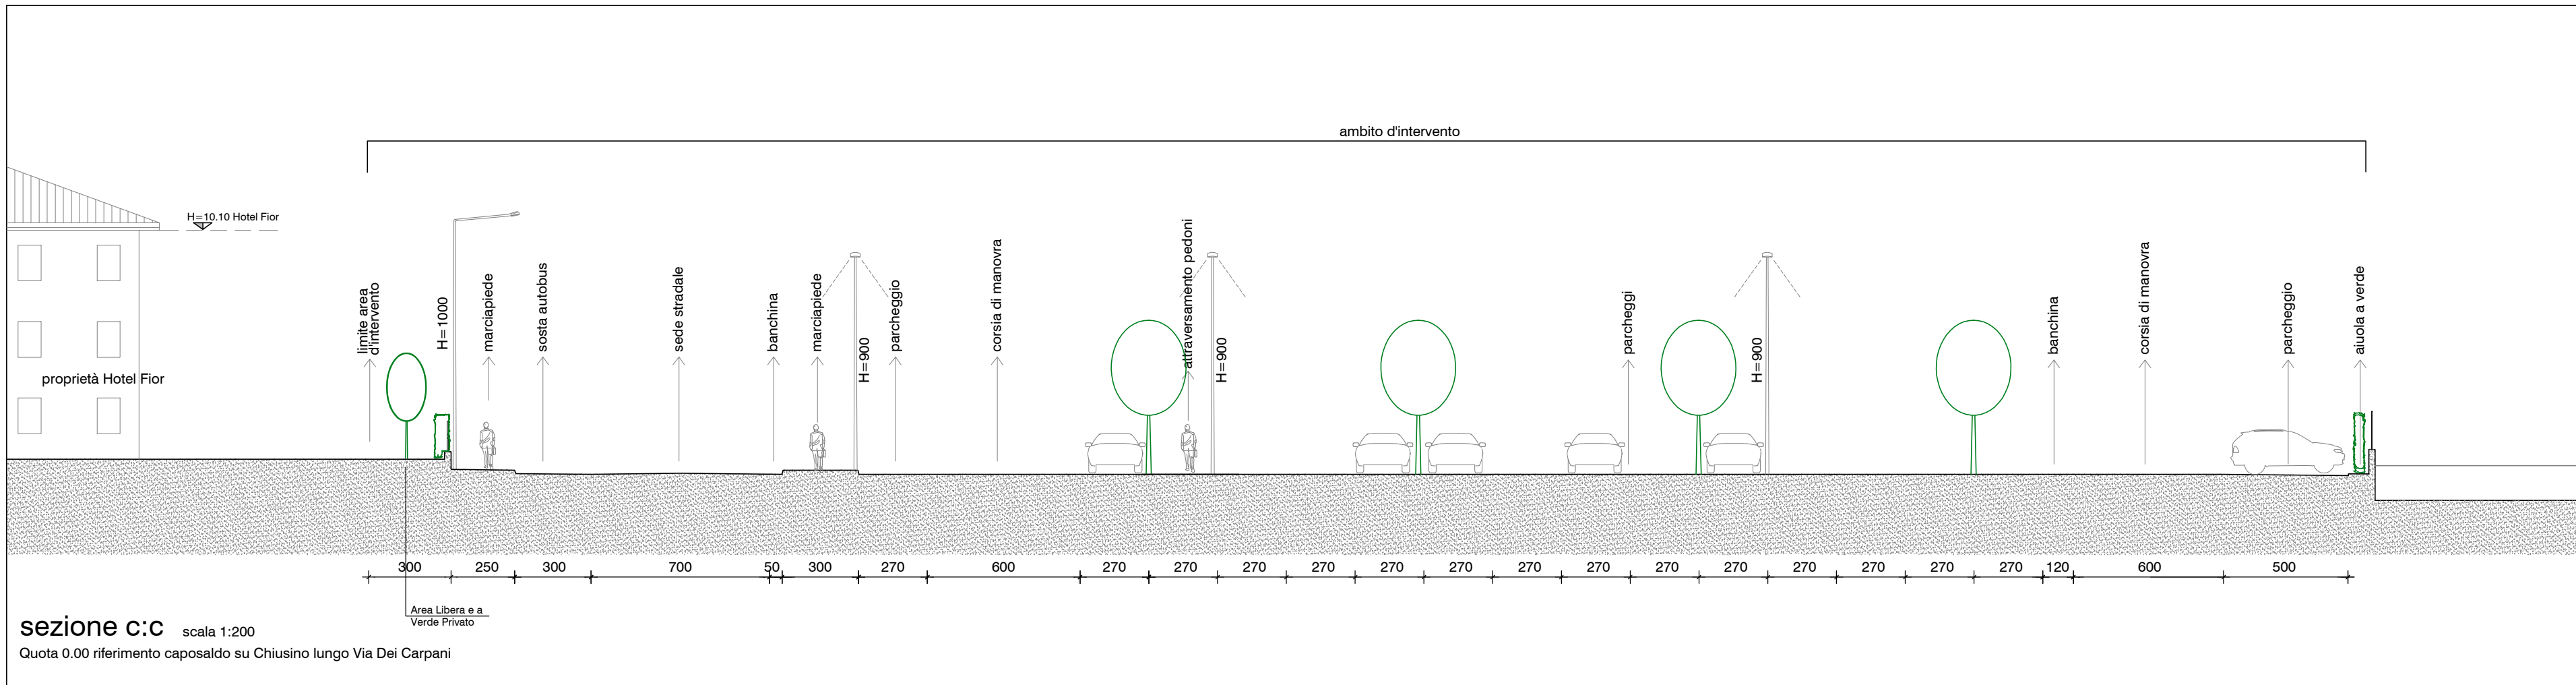 ambito d'intervento
H=10.10 Hotel Fior
proprietà Hotel Fior
limite area
d'intervento
H=1000
marciapiede
sosta autobus
sede stradale
banchina
marciapiede
H=900
parcheggio
corsia di manovra
attraversamento pedoni
H=900
parcheggi
H=900
banchina
corsia di manovra
parcheggio
aiuola a verde
300 250 300 700 50 300 270 600 270 270 270 270 270 270 270 270 270 270 270 270 270 270 120 600 500
Area Libera e a
Verde Privato
sezione c:c scala 1:200
Quota 0.00 riferimento caposaldo su Chiusino lungo Via Dei Carpani